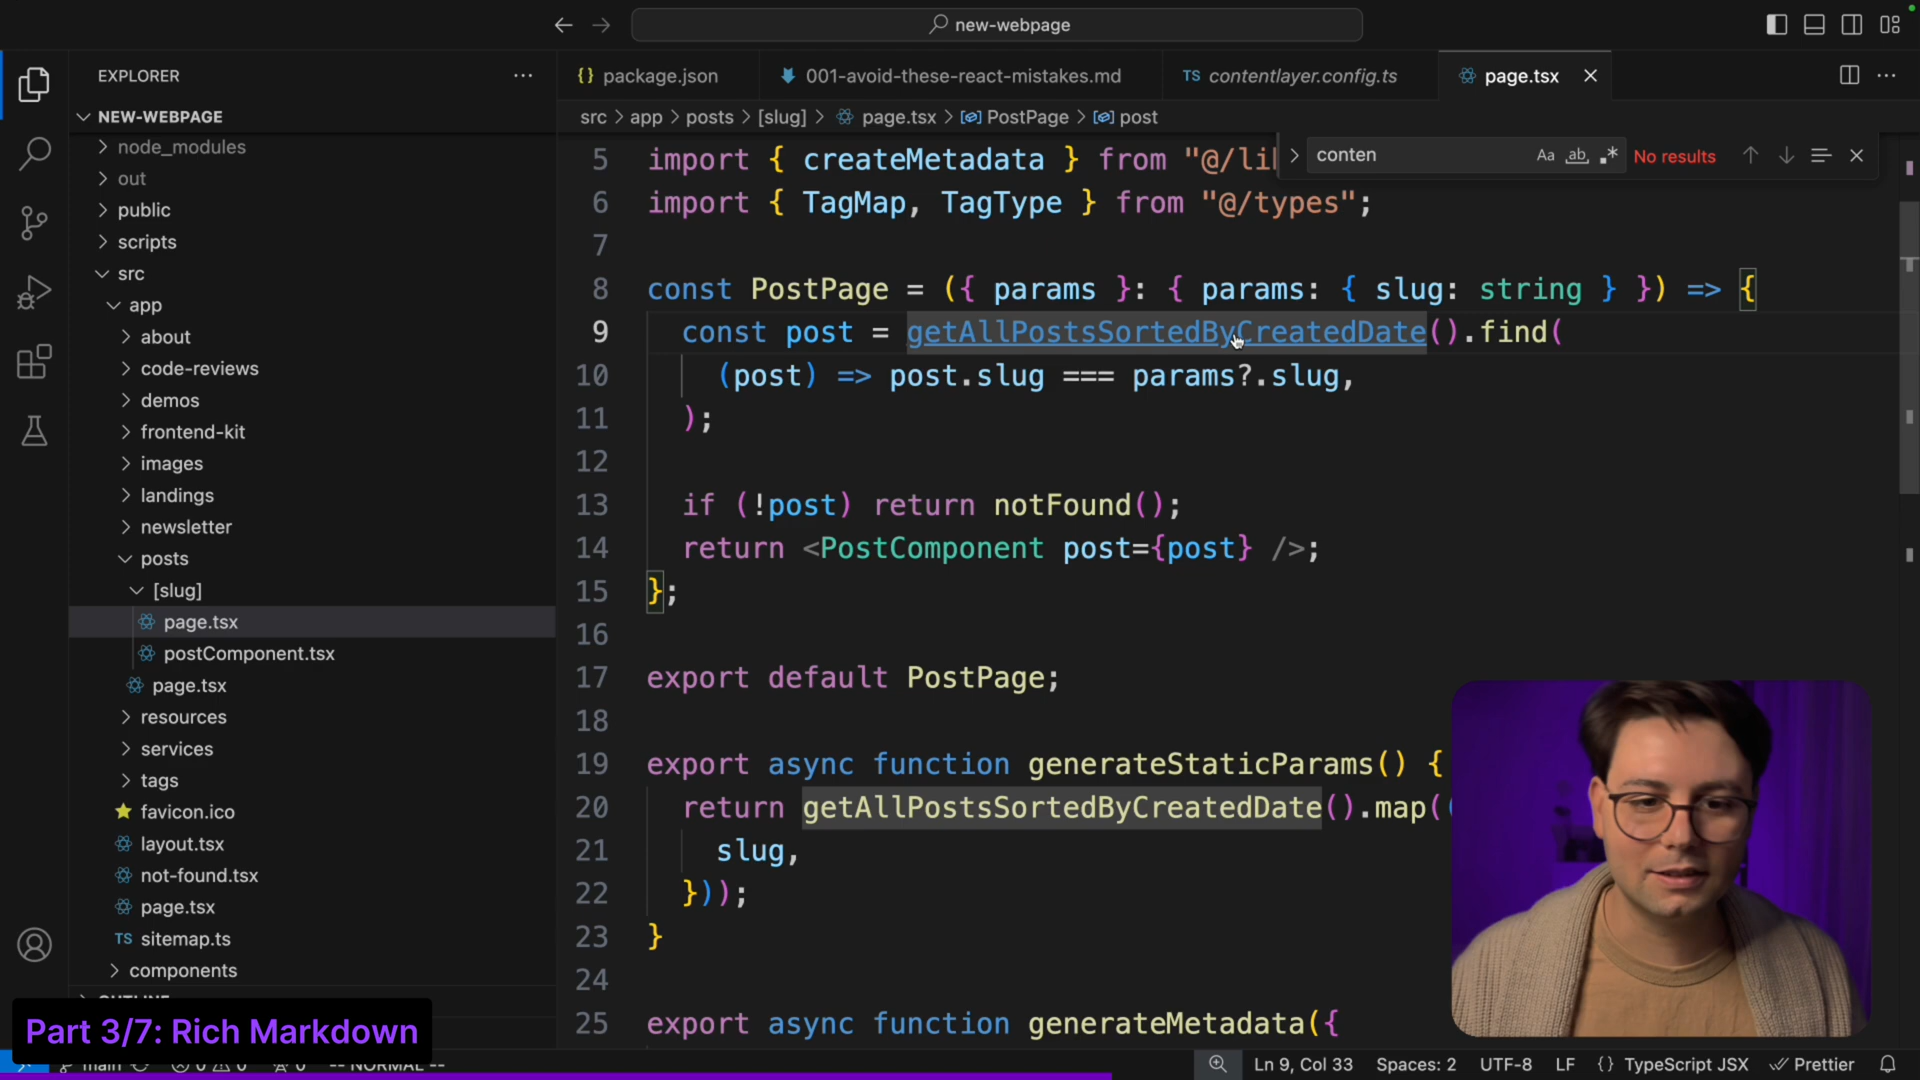 new-webpage
EXPLORER
NEW-WEBPAGE
node_modules
out
public
scripts
src
app
about
code-reviews
demos
frontend-kit
images
landings
newsletter
posts
[slug]
page.tsx
postComponent.tsx
page.tsx
resources
services
tags
favicon.ico
layout.tsx
not-found.tsx
page.tsx
TS sitemap.ts
components
Part 3/7: Rich Markdown
{} package.json
001-avoid-these-react-mistakes.md
TS contentlayer.config.ts
page.tsx
src > app > posts > [slug] > page.tsx > PostPage > post
conten
Aa ab .* No results
5 import { createMetadata } from "@/li
6 import { TagMap, TagType } from "@/types";
7
8 const PostPage = ({ params }: { params: { slug: string } }) => {
9 const post = getAllPostsSortedByCreatedDate().find(
10 (post) => post.slug === params?.slug,
11 );
12
13 if (!post) return notFound();
14 return <PostComponent post={post} />;
15 };
16
17 export default PostPage;
18
19 export async function generateStaticParams() {
20 return getAllPostsSortedByCreatedDate().map(
21 slug,
22 }));
23 }
24
25 export async function generateMetadata({
main
-- NORMAL --
Ln 9, Col 33
Spaces: 2
UTF-8
LF
{} TypeScript JSX
Prettier